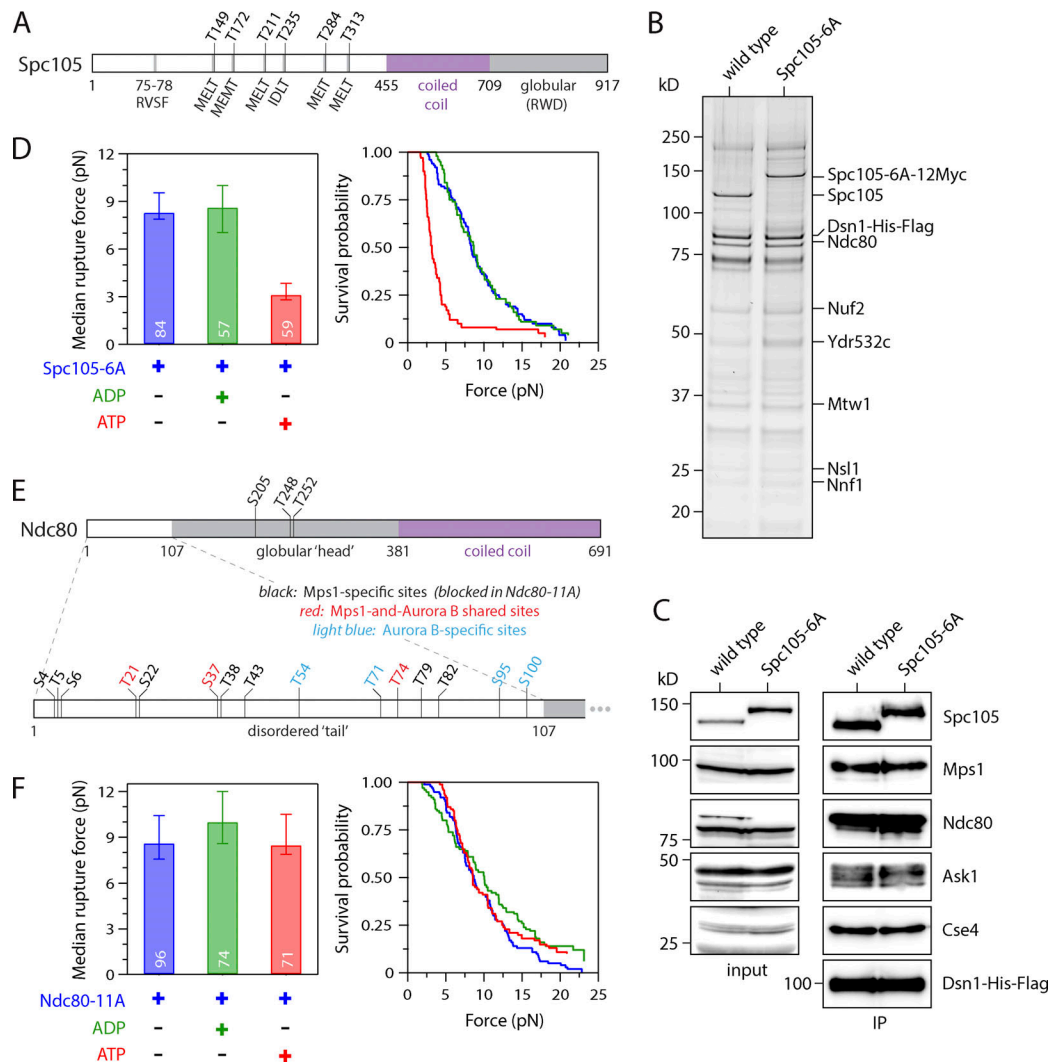 A
T149
T172
T211
T235
T284
T313
Spc105
1
75-78
RVSF
MELT
MEMT
MELT
IDLT
MEIT
MELT
455
coiled
coil
709
globular
(RWD)
917
B
wild type
Spc105-6A
kD
250
150
100
75
50
37
25
20
Spc105-6A-12Myc
Spc105
Dsn1-His-Flag
Ndc80
Nuf2
Ydr532c
Mtw1
Nsl1
Nnf1
D
Median rupture force (pN)
12
9
6
3
0
84
57
59
Spc105-6A + + +
ADP - + -
ATP - - +
Survival probability
1.00
0.75
0.50
0.25
0
0 5 10 15 20 25
Force (pN)
E
S205
T248
T252
Ndc80
1
107
globular 'head'
381
coiled coil
691
black: Mps1-specific sites (blocked in Ndc80-11A)
red: Mps1-and-Aurora B shared sites
light blue: Aurora B-specific sites
S4
T5
S6
T21
S22
S37
T38
T43
T54
T71
T74
T79
T82
S95
S100
1
disordered 'tail'
107
C
wild type
Spc105-6A
wild type
Spc105-6A
kD
150
Spc105
100
Mps1
75
Ndc80
50
Ask1
25
Cse4
input
100
Dsn1-His-Flag
IP
F
Median rupture force (pN)
12
9
6
3
0
96
74
71
Ndc80-11A + + +
ADP - + -
ATP - - +
Survival probability
1.00
0.75
0.50
0.25
0
0 5 10 15 20 25
Force (pN)